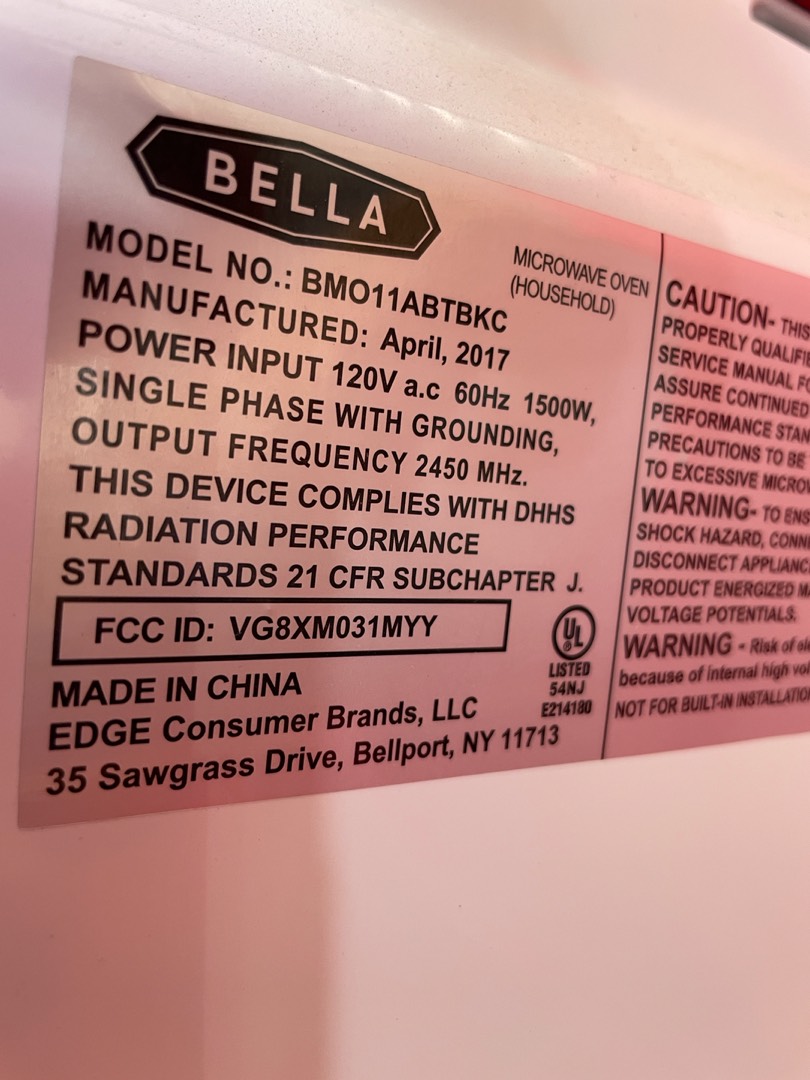 BELLA
MODEL NO.: BMO11ABTBKC
MANUFACTURED: April, 2017
POWER INPUT 120V a.c 60Hz 1500W,
SINGLE PHASE WITH GROUNDING,
OUTPUT FREQUENCY 2450 MHz.
THIS DEVICE COMPLIES WITH DHHS
RADIATION PERFORMANCE
STANDARDS 21 CFR SUBCHAPTER J.
FCC ID: VG8XM031MYY
MADE IN CHINA
EDGE Consumer Brands, LLC
35 Sawgrass Drive, Bellport, NY 11713
MICROWAVE OVEN
(HOUSEHOLD)
UL
LISTED
54NJ
E214180
CAUTION- THIS
PROPERLY
SERVICE MANUAL
ASSURE CONTINUED
PERFORMANCE
PRECAUTIONS TO BE
TO EXCESSIVE
WARNING- TO
SHOCK HAZARD,
DISCONNECT
PRODUCT ENERGIZED
VOLTAGE POTENTIALS.
WARNING - Risk of
because of internal high
NOT FOR BUILT-IN